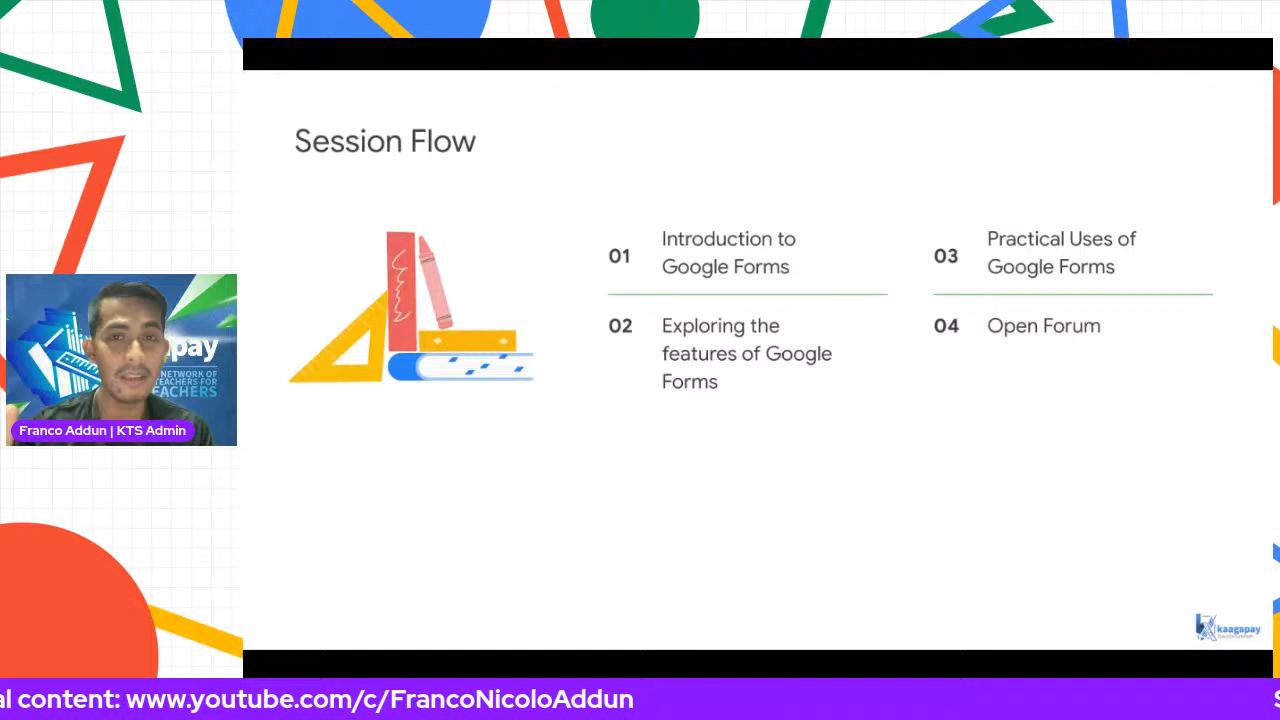 Session Flow
01
Introduction to
Google Forms
02
Exploring the
features of Google
Forms
03
Practical Uses of
Google Forms
04
Open Forum
pay
NETWORK OF
TEACHERS FOR
TEACHERS
Franco Addun | KTS Admin
kaagapay
al content: www.youtube.com/c/FrancoNicoloAddun
S